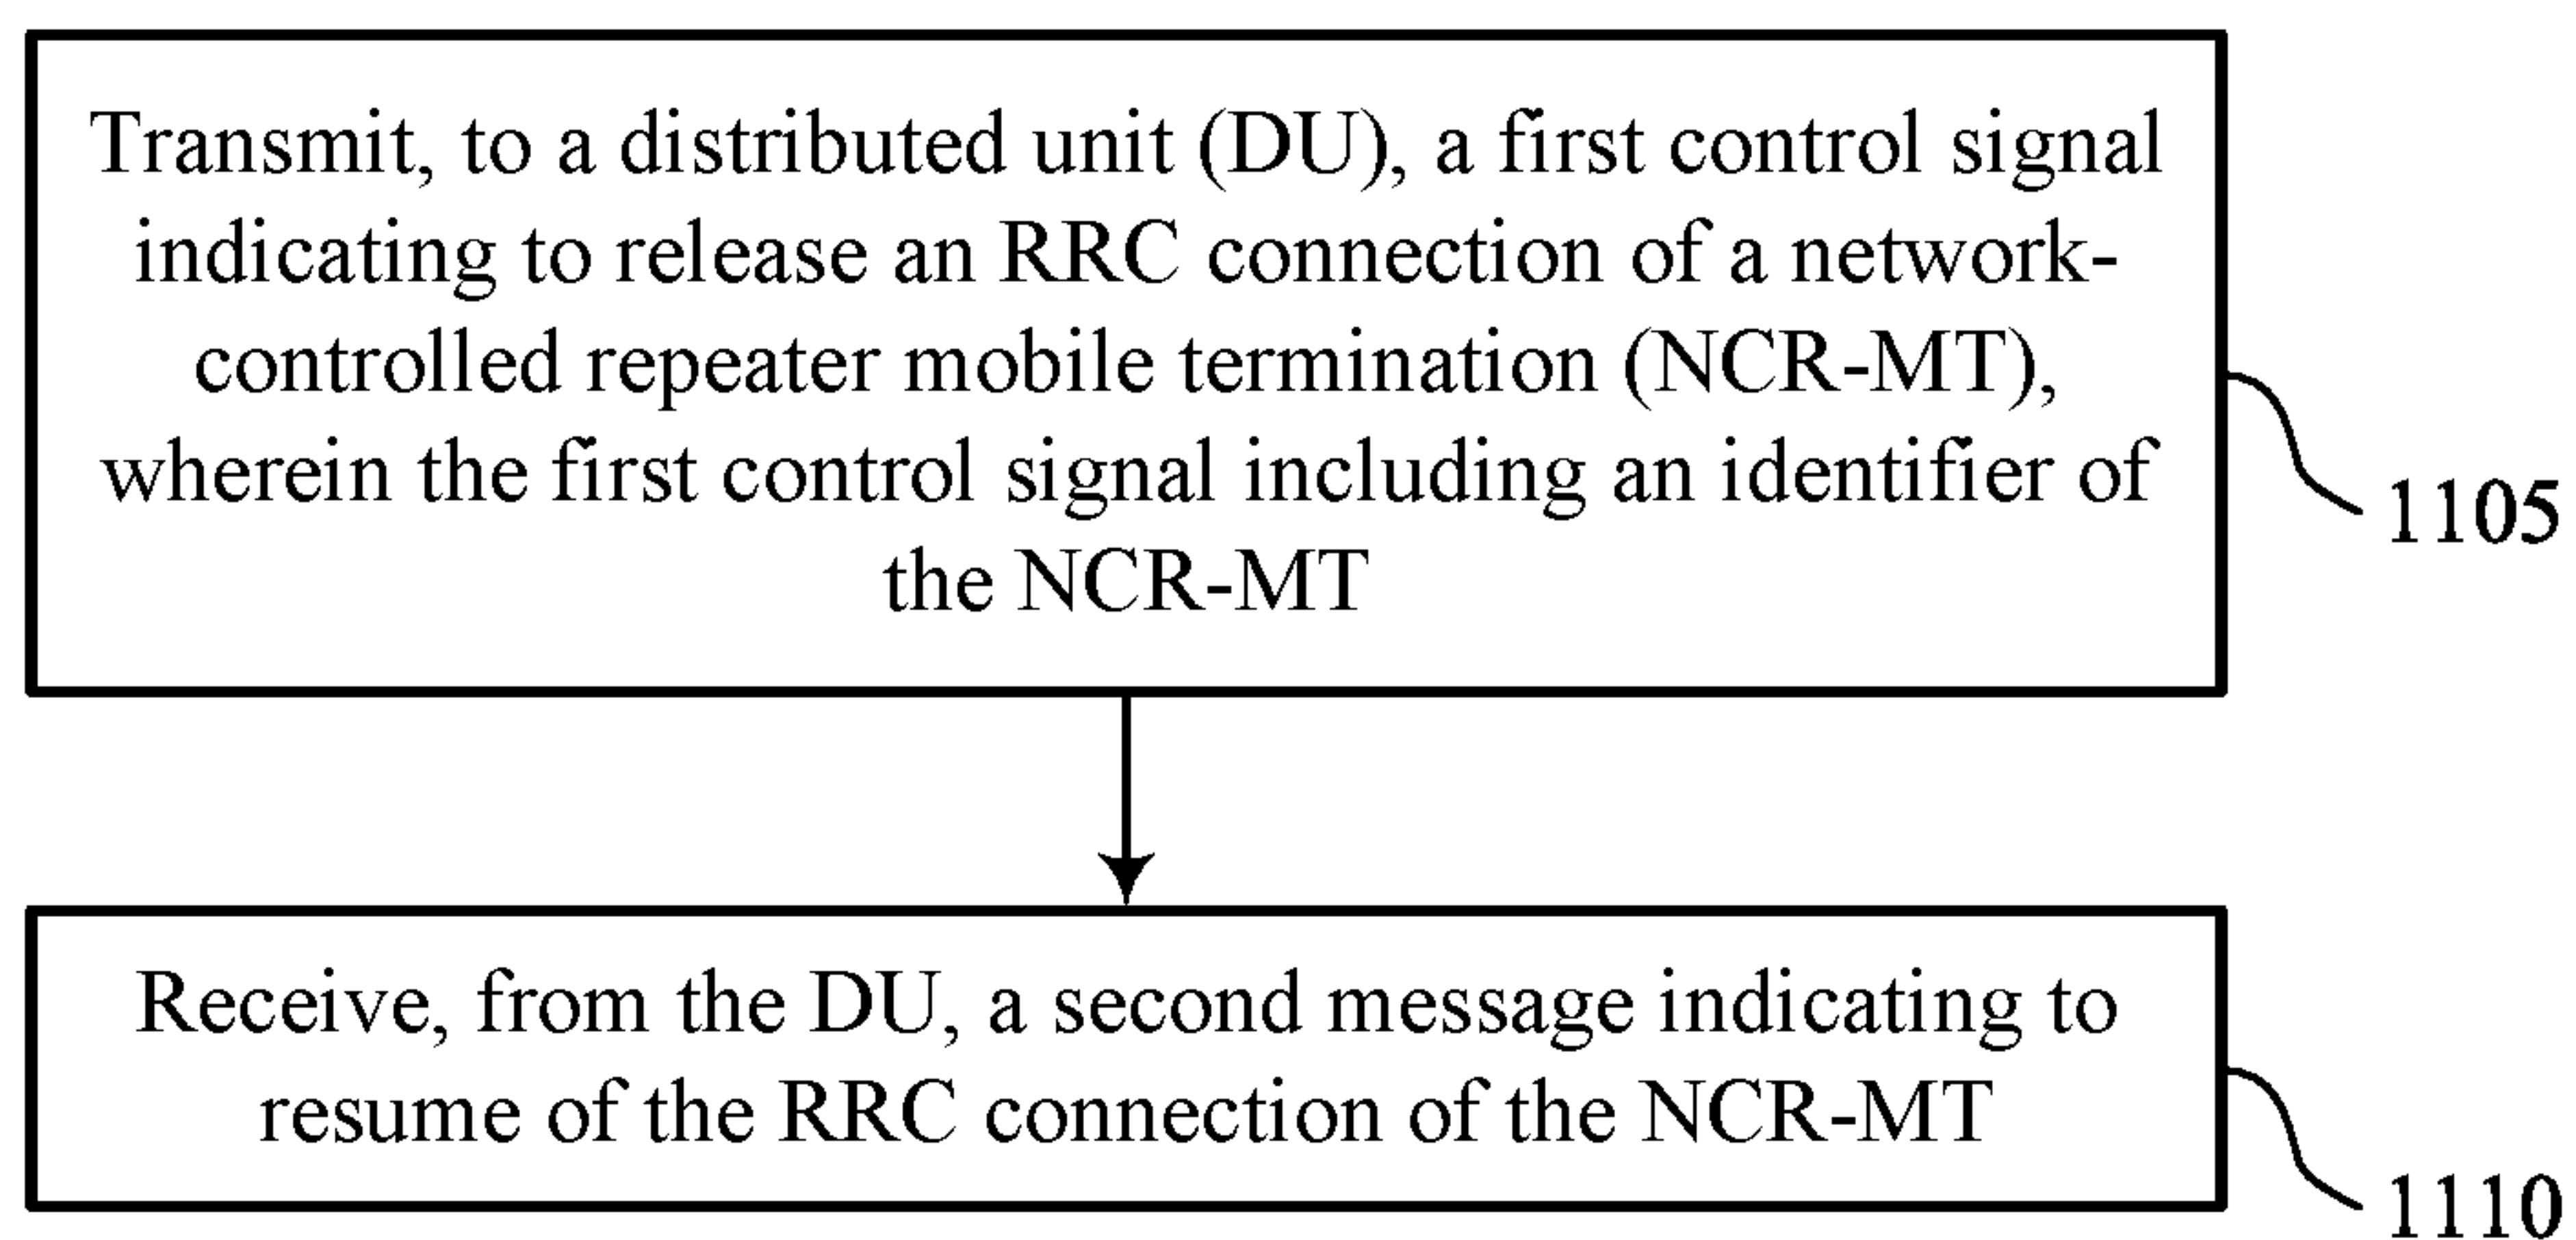 Transmit, to a distributed unit (DU), a first control signal
indicating to release an RRC connection of a network-
controlled repeater mobile termination (NCR-MT),
wherein the first control signal including an identifier of
the NCR-MT
1105
Receive, from the DU, a second message indicating to
resume of the RRC connection of the NCR-MT
1110